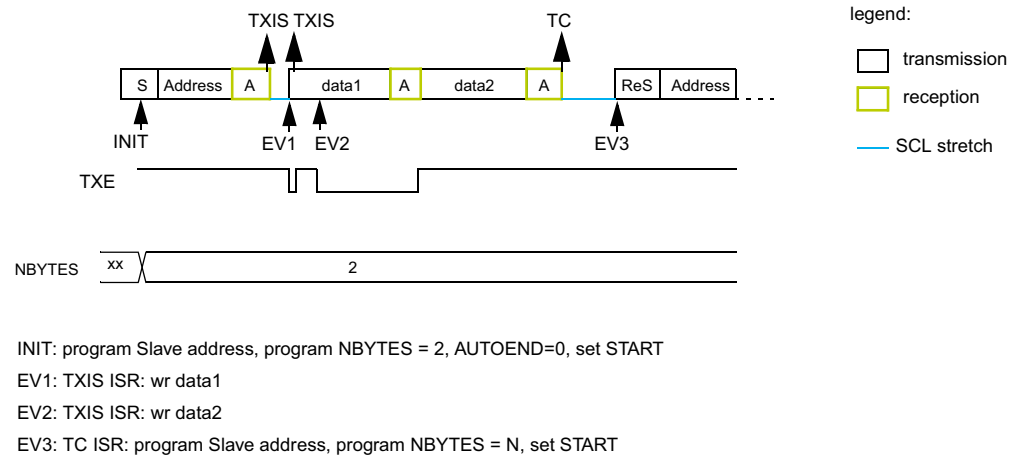 TXIS TXIS TC legend:
S Address A data1 A data2 A ReS Address
transmission
reception
INIT EV1 EV2 EV3
SCL stretch
TXE
NBYTES xx 2
INIT: program Slave address, program NBYTES = 2, AUTOEND=0, set START
EV1: TXIS ISR: wr data1
EV2: TXIS ISR: wr data2
EV3: TC ISR: program Slave address, program NBYTES = N, set START